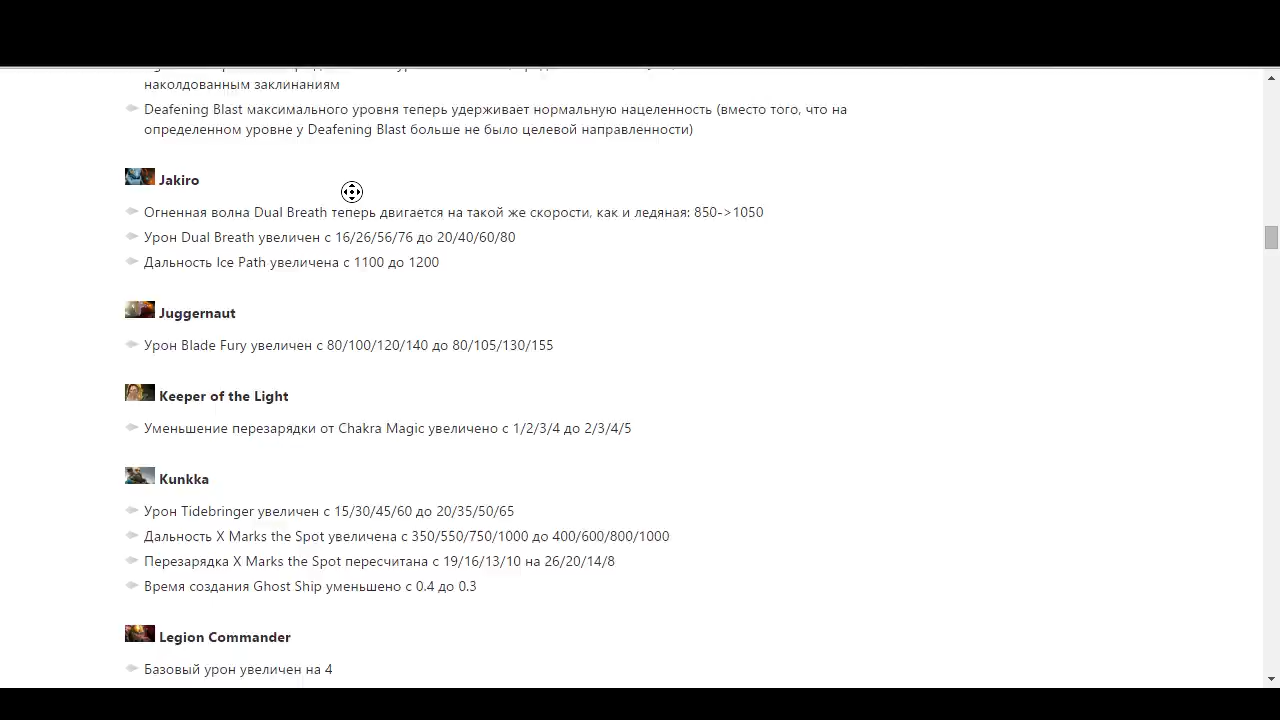 наколдованным заклинаниям
Deafening Blast максимального уровня теперь удерживает нормальную нацеленность (вместо того, что на
определенном уровне у Deafening Blast больше не было целевой направленности)
Jakiro
Огненная волна Dual Breath теперь двигается на такой же скорости, как и ледяная: 850->1050
Урон Dual Breath увеличен с 16/26/56/76 до 20/40/60/80
Дальность Ice Path увеличена с 1100 до 1200
Juggernaut
Урон Blade Fury увеличен с 80/100/120/140 до 80/105/130/155
Keeper of the Light
Уменьшение перезарядки от Chakra Magic увеличено с 1/2/3/4 до 2/3/4/5
Kunkka
Урон Tidebringer увеличен с 15/30/45/60 до 20/35/50/65
Дальность X Marks the Spot увеличена с 350/550/750/1000 до 400/600/800/1000
Перезарядка X Marks the Spot пересчитана с 19/16/13/10 на 26/20/14/8
Время создания Ghost Ship уменьшено с 0.4 до 0.3
Legion Commander
Базовый урон увеличен на 4